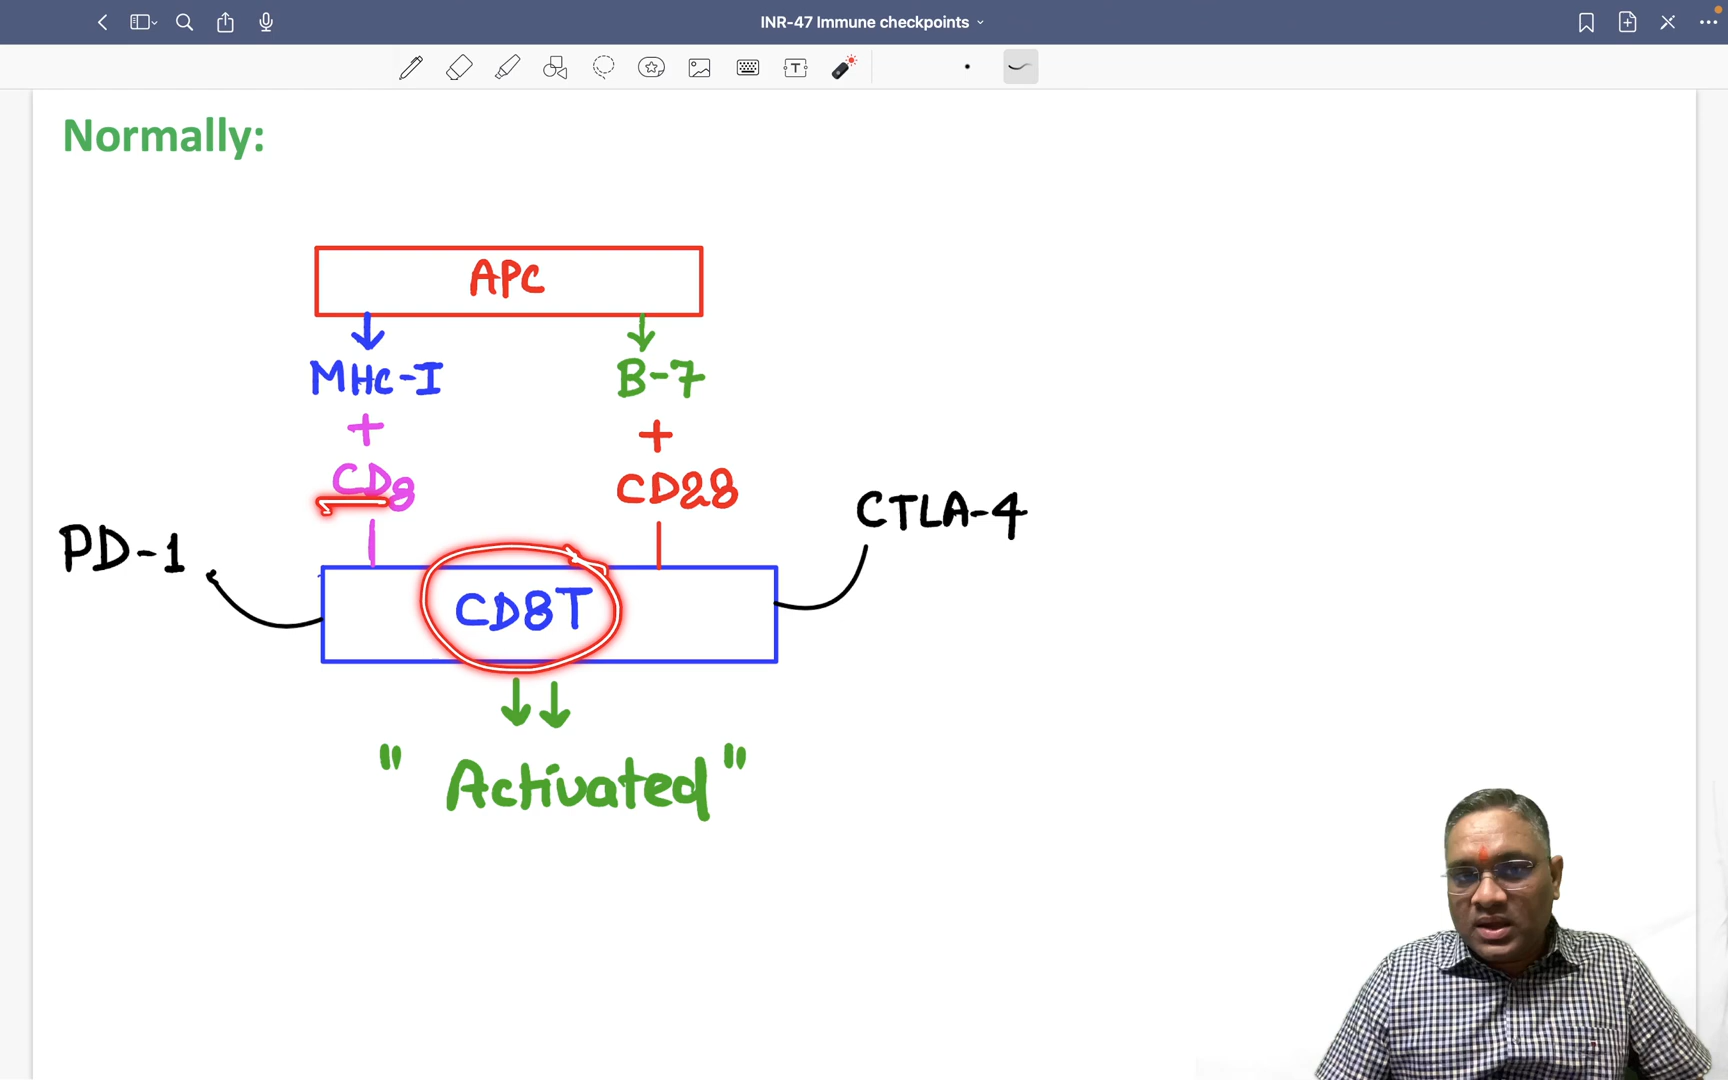 INR-47 Immune checkpoints
Normally:
APC
MHC-I
B-7
+
+
CD8
CD28
PD-1
CTLA-4
CD8T
" Activated "